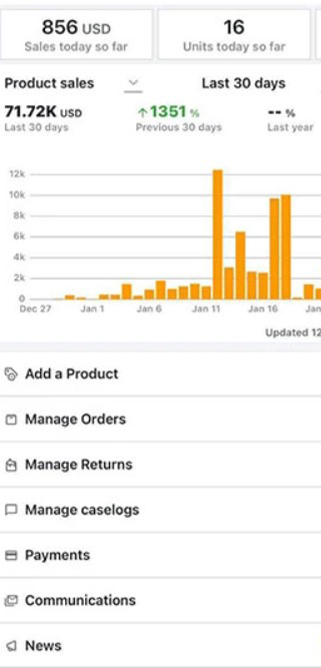 856 USD
Sales today so far
16
Units today so far
Product sales
Last 30 days
71.72K USD
Last 30 days
↑1351 %
Previous 30 days
-- %
Last year
12k
10k
8k
6k
4k
2k
0
Dec 27
Jan 1
Jan 6
Jan 11
Jan 16
Jan
Updated 12
Add a Product
Manage Orders
Manage Returns
Manage caselogs
Payments
Communications
News